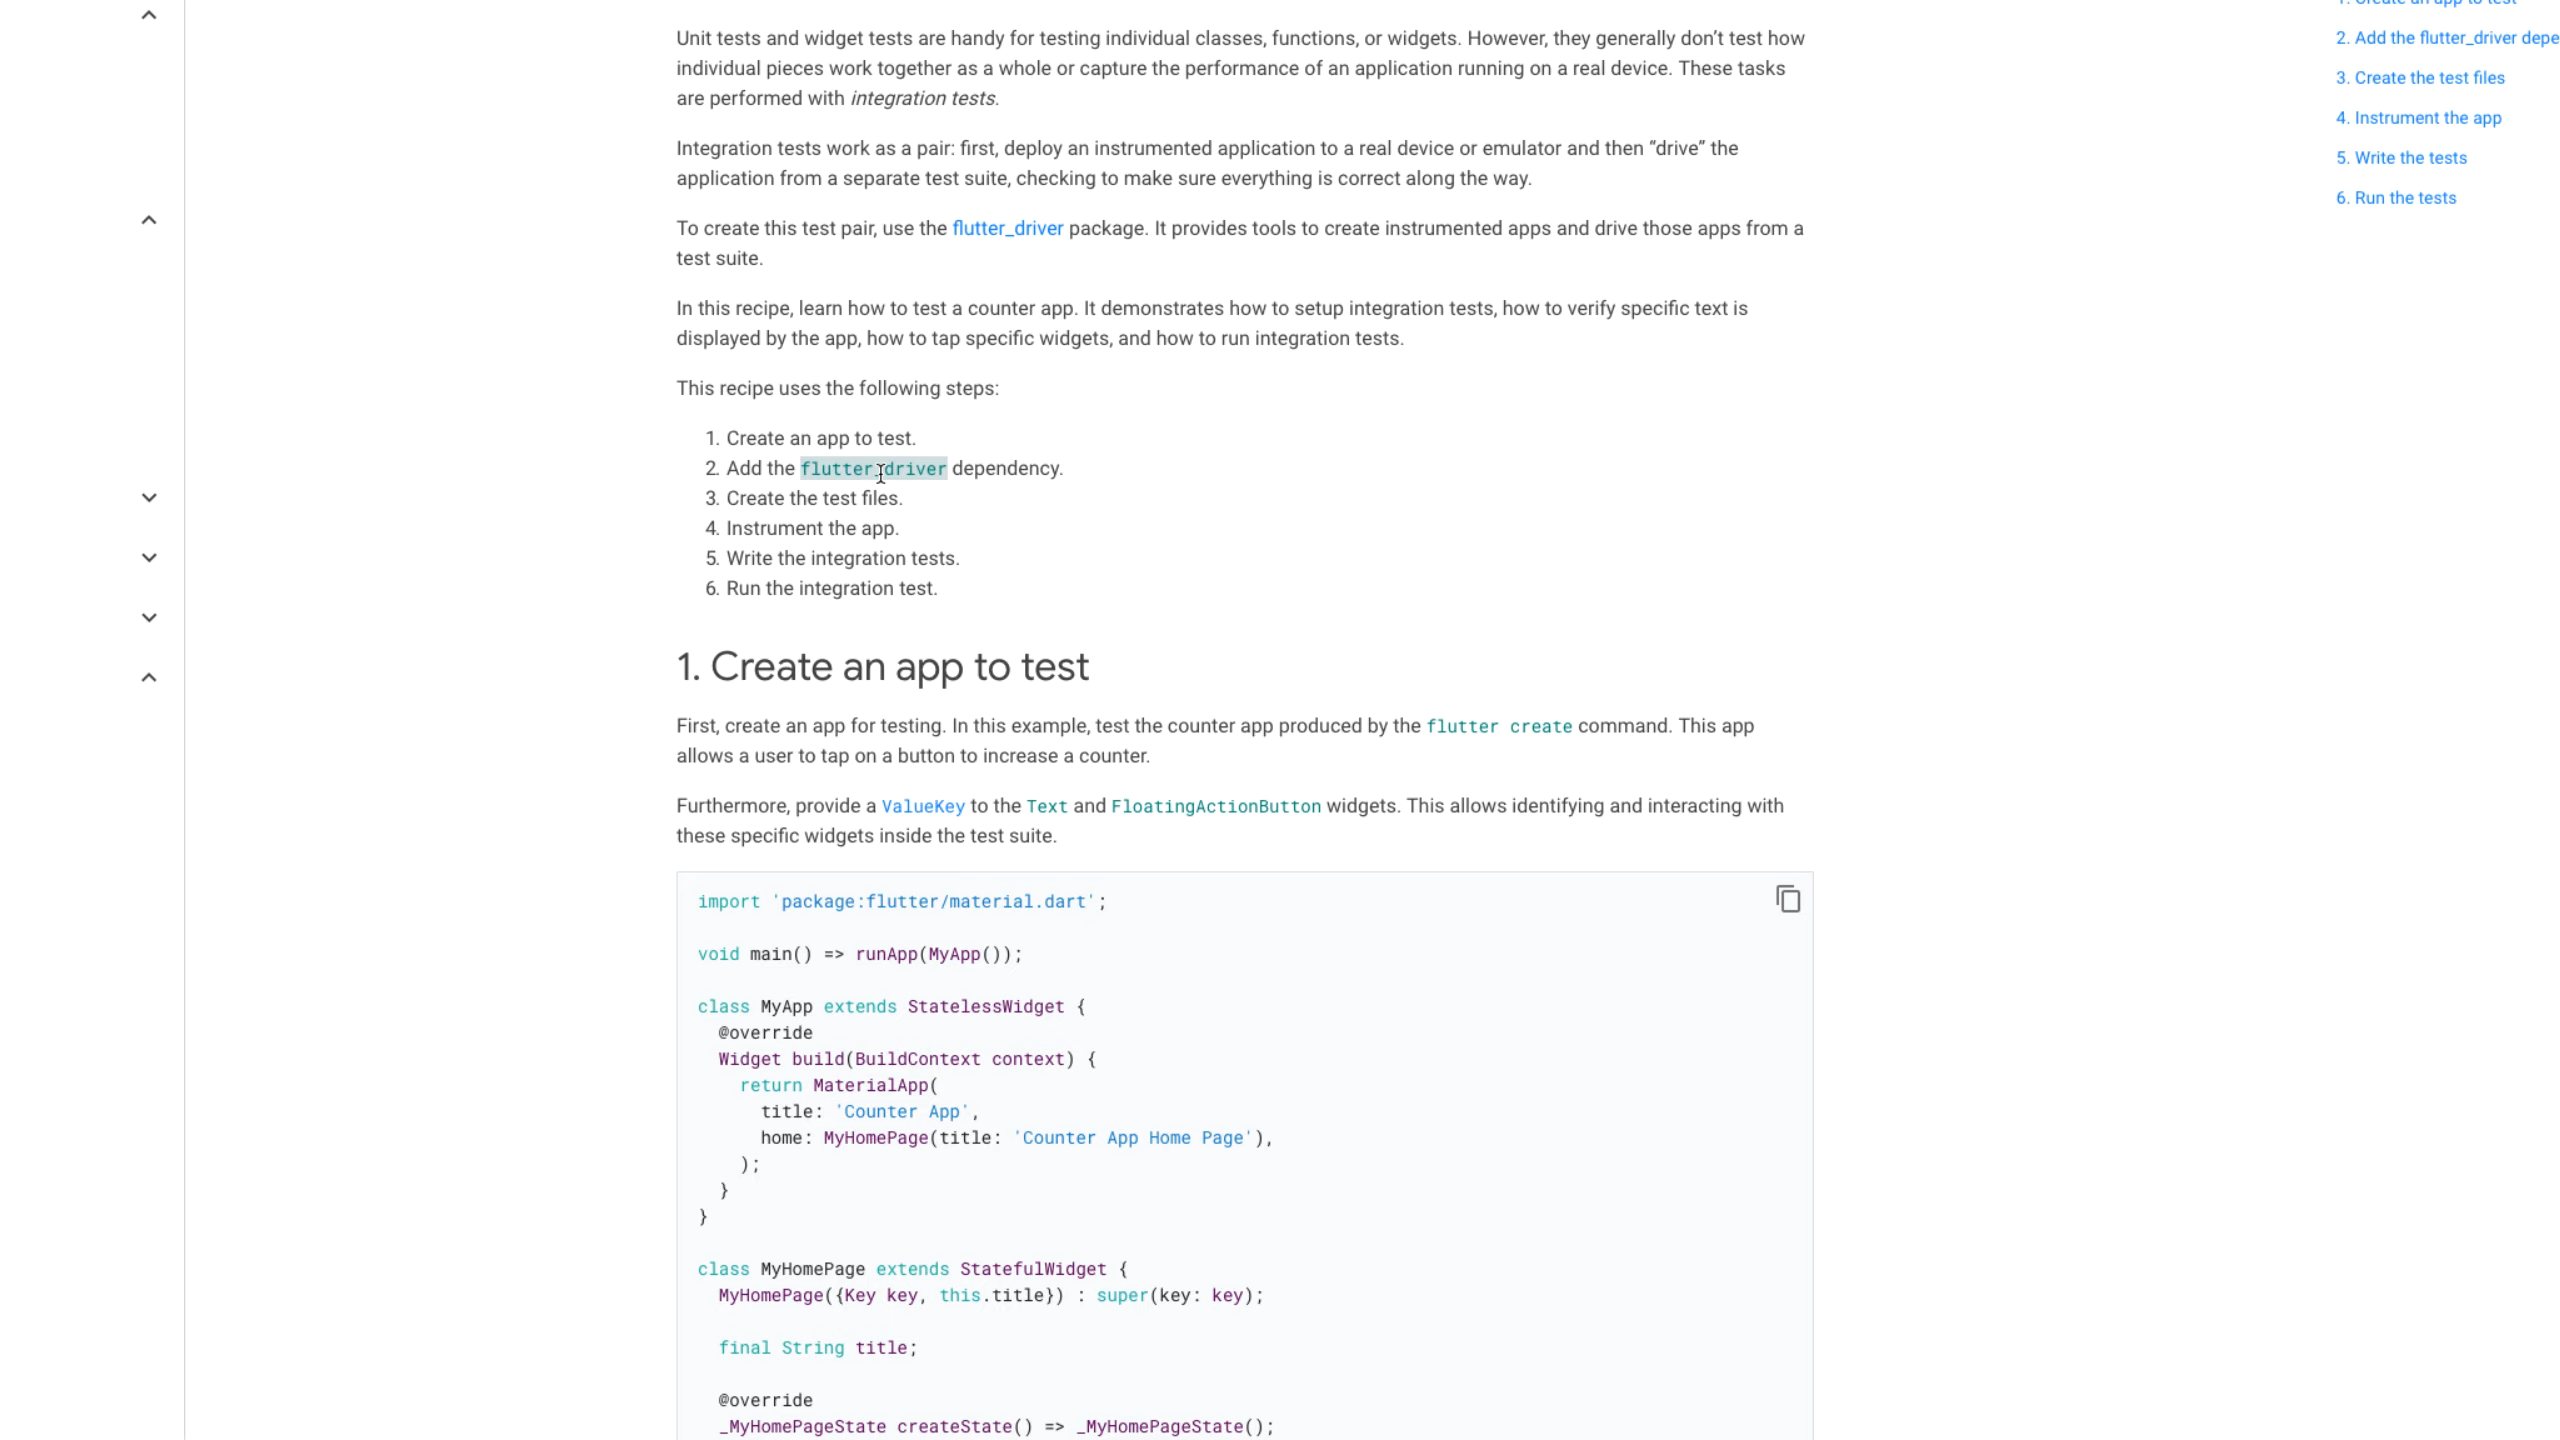 Unit tests and widget tests are handy for testing individual classes, functions, or widgets. However, they generally don’t test how
individual pieces work together as a whole or capture the performance of an application running on a real device. These tasks
are performed with integration tests.
Integration tests work as a pair: first, deploy an instrumented application to a real device or emulator and then “drive” the
application from a separate test suite, checking to make sure everything is correct along the way.
To create this test pair, use the flutter_driver package. It provides tools to create instrumented apps and drive those apps from a
test suite.
In this recipe, learn how to test a counter app. It demonstrates how to setup integration tests, how to verify specific text is
displayed by the app, how to tap specific widgets, and how to run integration tests.
This recipe uses the following steps:
1. Create an app to test.
2. Add the flutter_driver dependency.
3. Create the test files.
4. Instrument the app.
5. Write the integration tests.
6. Run the integration test.
1. Create an app to test
First, create an app for testing. In this example, test the counter app produced by the flutter create command. This app
allows a user to tap on a button to increase a counter.
Furthermore, provide a ValueKey to the Text and FloatingActionButton widgets. This allows identifying and interacting with
these specific widgets inside the test suite.
import 'package:flutter/material.dart';
void main() => runApp(MyApp());
class MyApp extends StatelessWidget {
@override
Widget build(BuildContext context) {
return MaterialApp(
title: 'Counter App',
home: MyHomePage(title: 'Counter App Home Page'),
);
}
}
class MyHomePage extends StatefulWidget {
MyHomePage({Key key, this.title}) : super(key: key);
final String title;
@override
_MyHomePageState createState() => _MyHomePageState();
1. Create an app to test
2. Add the flutter_driver depe
3. Create the test files
4. Instrument the app
5. Write the tests
6. Run the tests